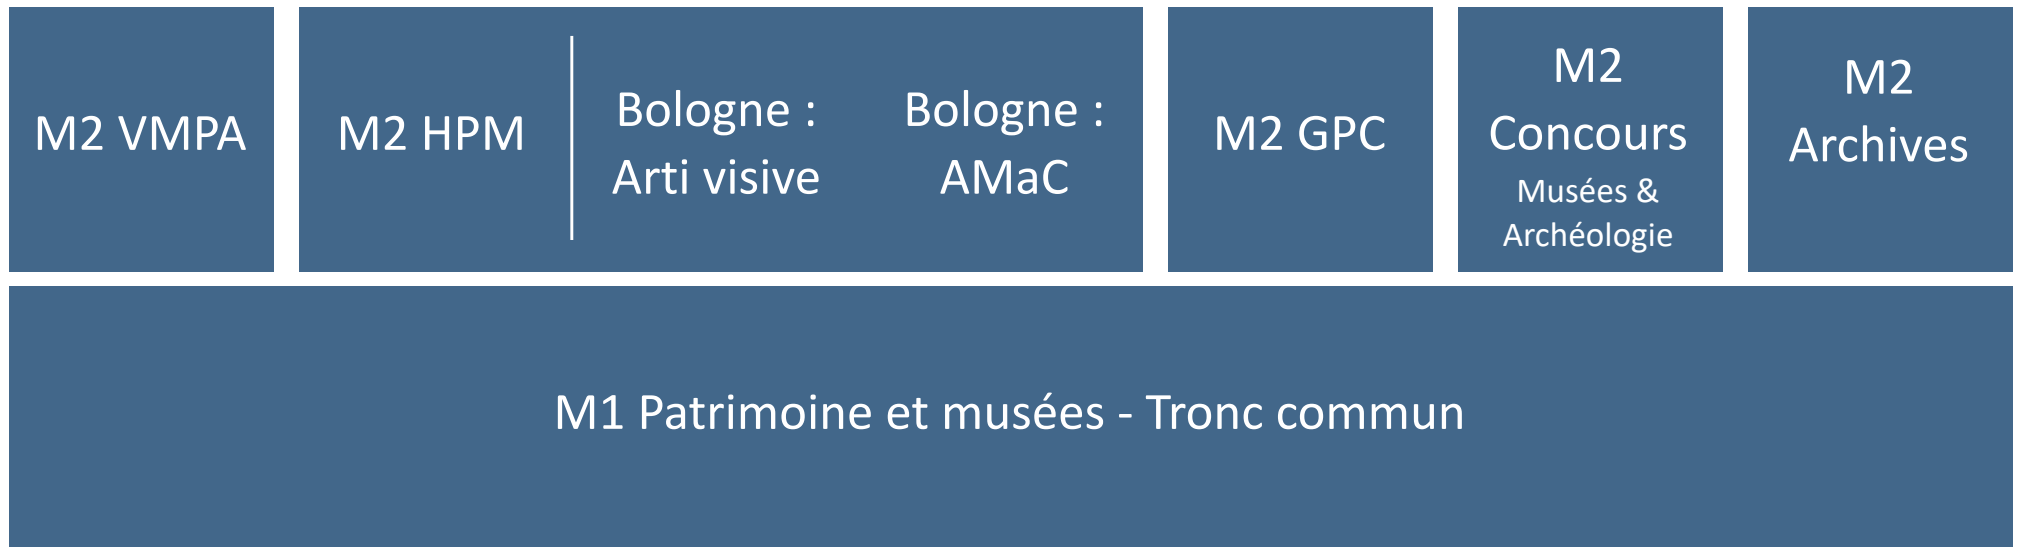 M2 VMPA
M2 HPM
Bologne :
Arti visive
Bologne :
AMaC
M2 GPC
M2
Concours
Musées &
Archéologie
M2
Archives
M1 Patrimoine et musées - Tronc commun